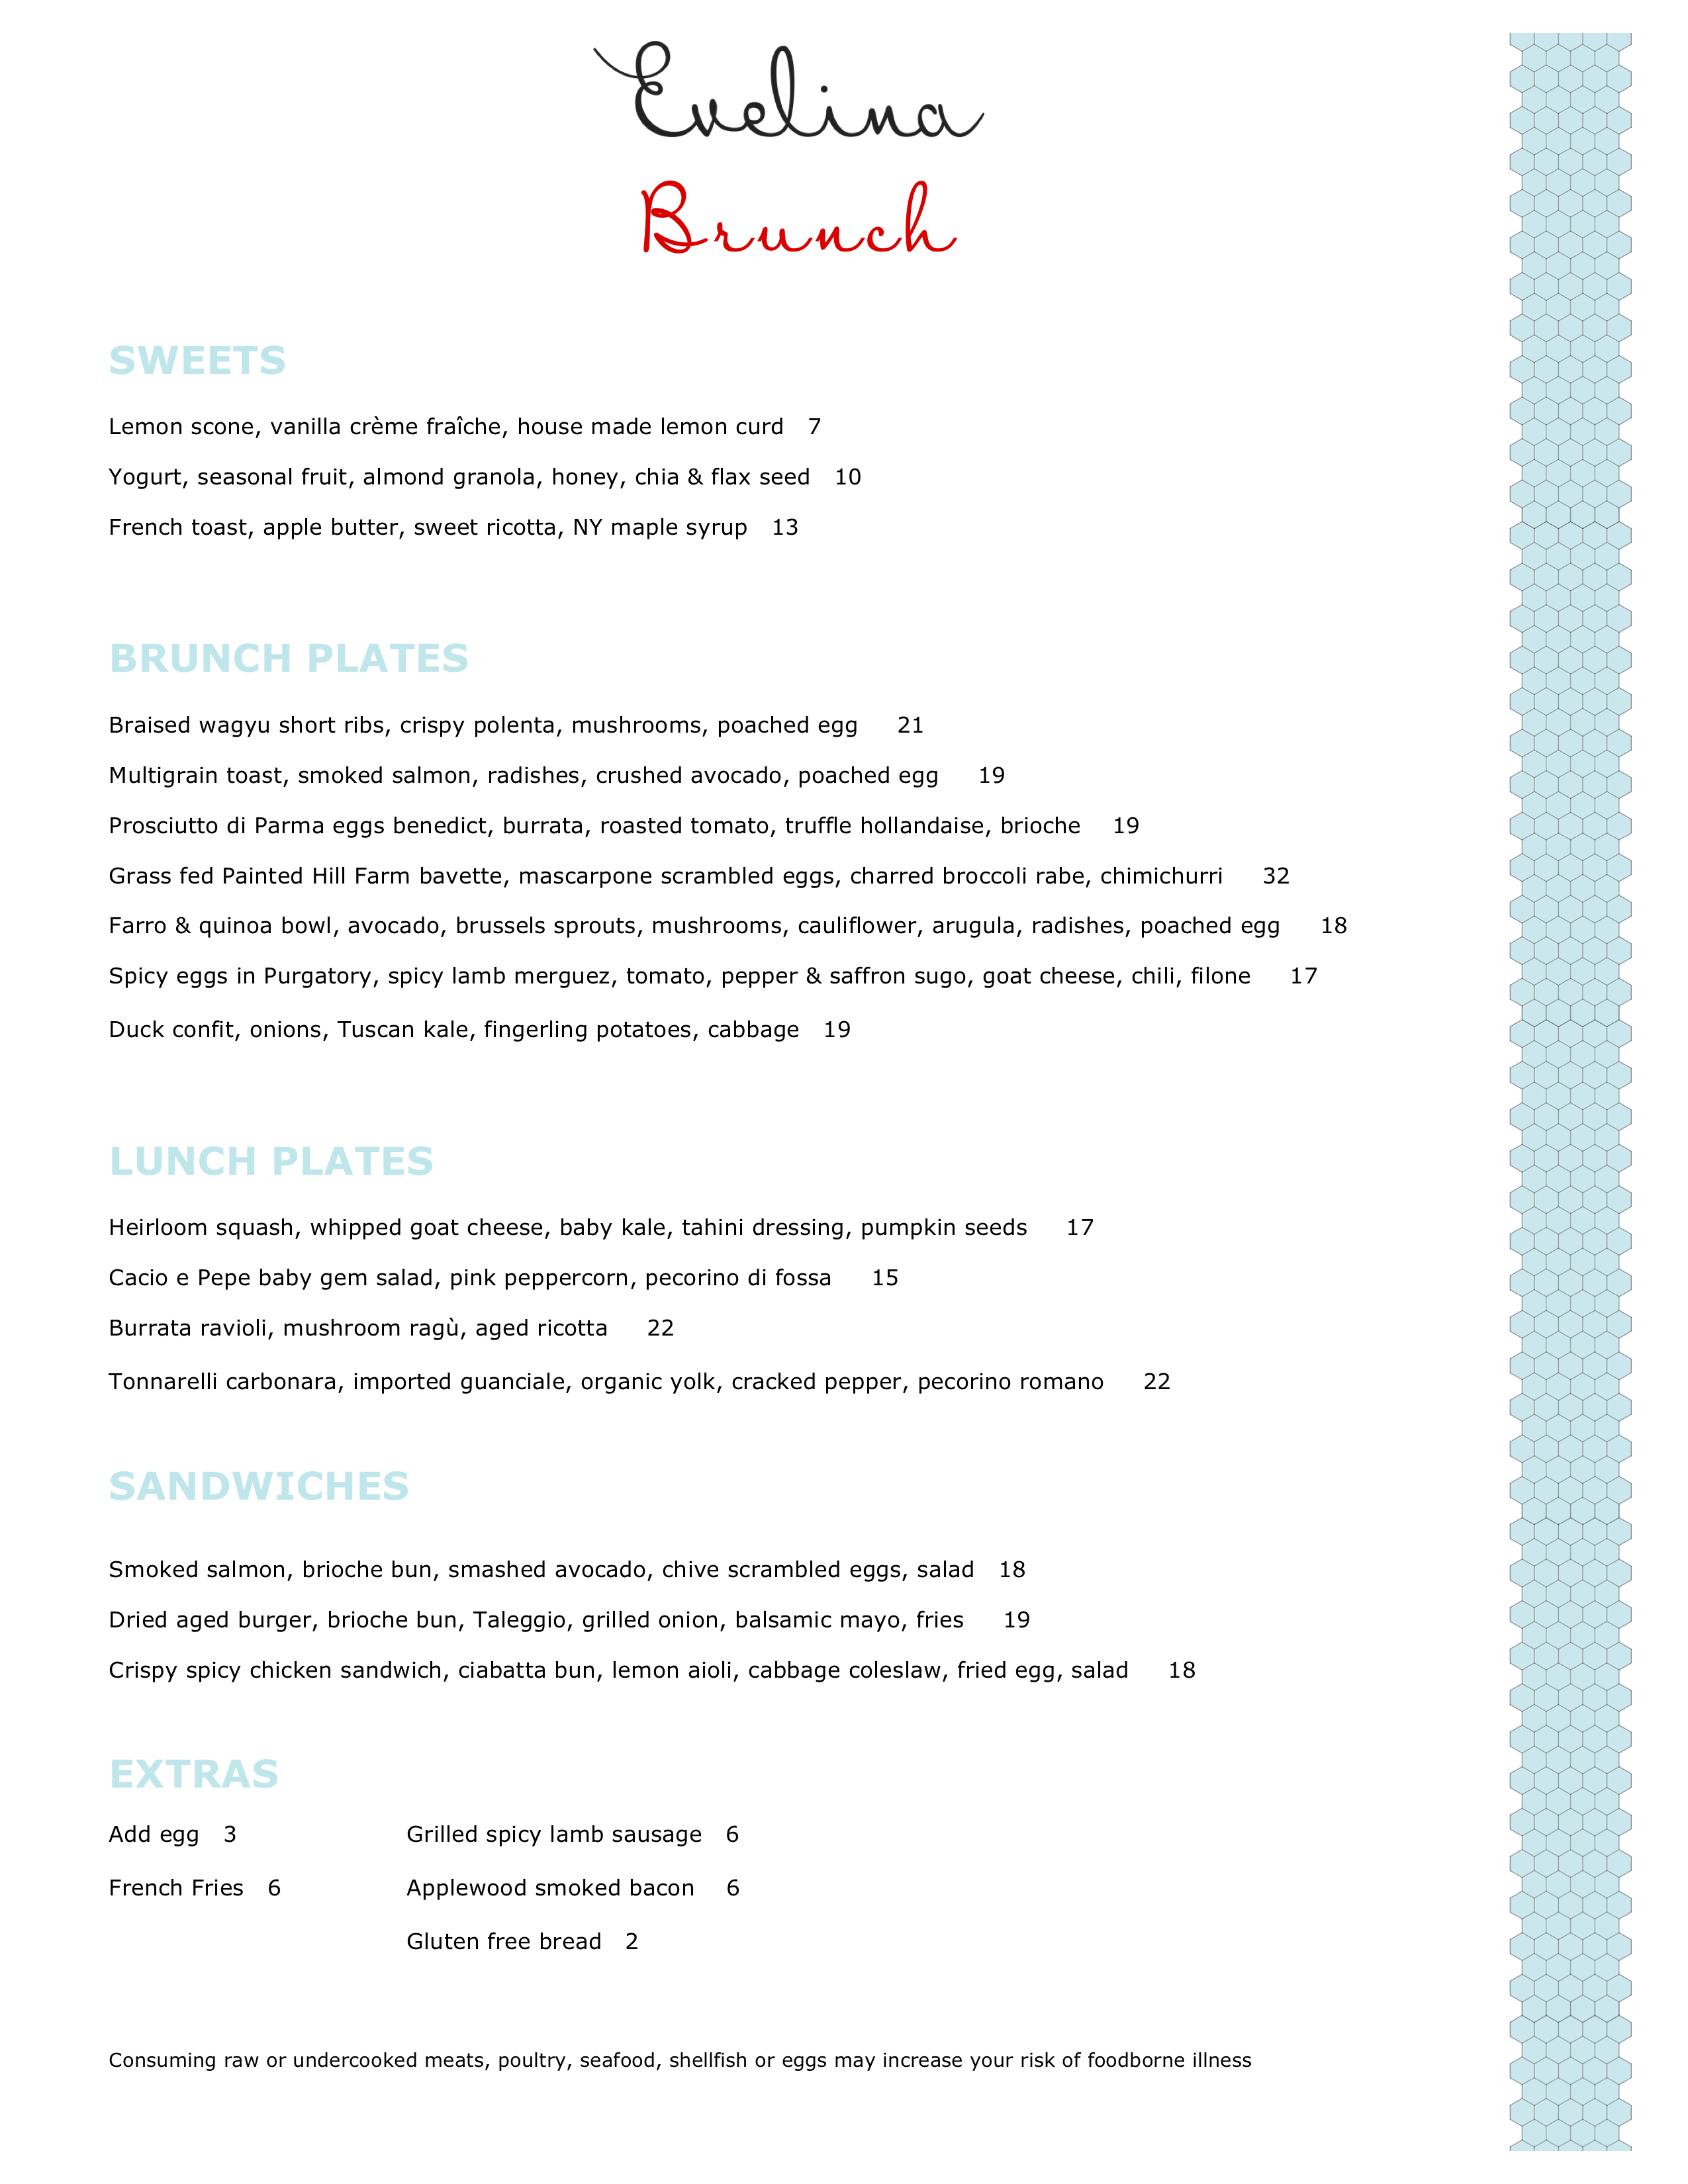 Evelina
Brunch
SWEETS
Lemon scone, vanilla crème fraîche, house made lemon curd 7
Yogurt, seasonal fruit, almond granola, honey, chia & flax seed 10
French toast, apple butter, sweet ricotta, NY maple syrup 13
BRUNCH PLATES
Braised wagyu short ribs, crispy polenta, mushrooms, poached egg 21
Multigrain toast, smoked salmon, radishes, crushed avocado, poached egg 19
Prosciutto di Parma eggs benedict, burrata, roasted tomato, truffle hollandaise, brioche 19
Grass fed Painted Hill Farm bavette, mascarpone scrambled eggs, charred broccoli rabe, chimichurri 32
Farro & quinoa bowl, avocado, brussels sprouts, mushrooms, cauliflower, arugula, radishes, poached egg 18
Spicy eggs in Purgatory, spicy lamb merguez, tomato, pepper & saffron sugo, goat cheese, chili, filone 17
Duck confit, onions, Tuscan kale, fingerling potatoes, cabbage 19
LUNCH PLATES
Heirloom squash, whipped goat cheese, baby kale, tahini dressing, pumpkin seeds 17
Cacio e Pepe baby gem salad, pink peppercorn, pecorino di fossa 15
Burrata ravioli, mushroom ragù, aged ricotta 22
Tonnarelli carbonara, imported guanciale, organic yolk, cracked pepper, pecorino romano 22
SANDWICHES
Smoked salmon, brioche bun, smashed avocado, chive scrambled eggs, salad 18
Dried aged burger, brioche bun, Taleggio, grilled onion, balsamic mayo, fries 19
Crispy spicy chicken sandwich, ciabatta bun, lemon aioli, cabbage coleslaw, fried egg, salad 18
EXTRAS
Add egg 3 Grilled spicy lamb sausage 6
French Fries 6 Applewood smoked bacon 6
Gluten free bread 2
Consuming raw or undercooked meats, poultry, seafood, shellfish or eggs may increase your risk of foodborne illness